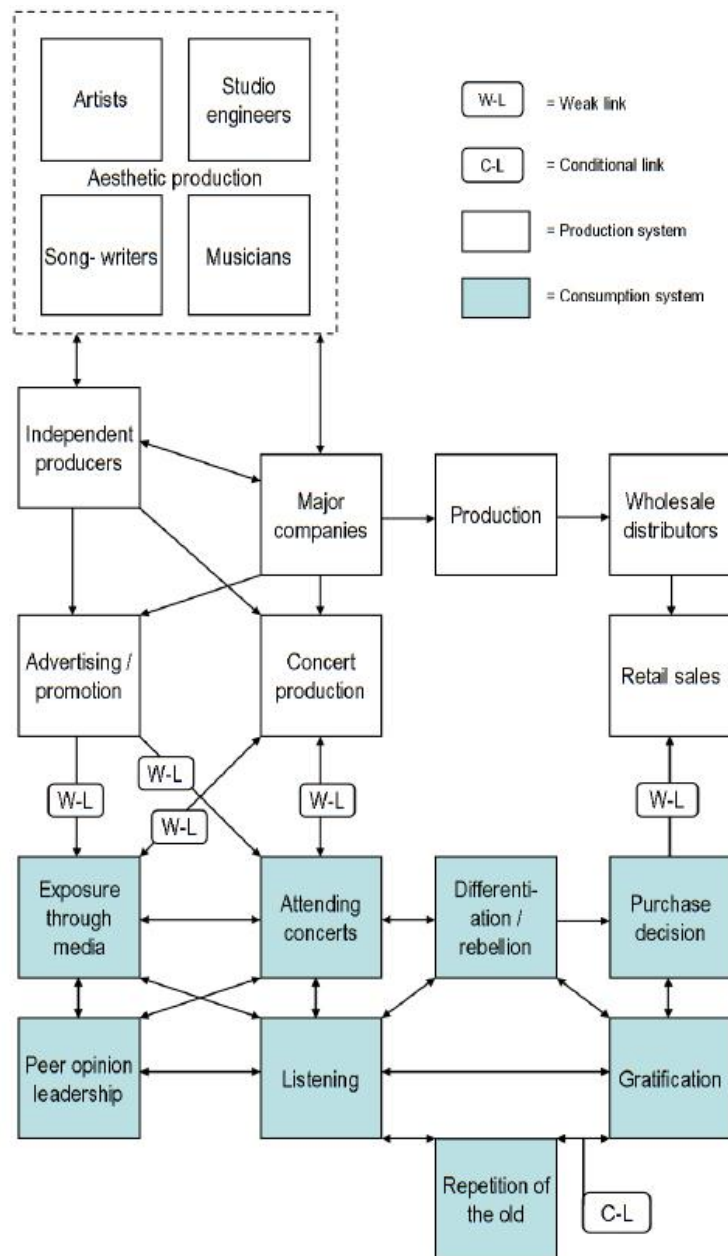 Artists
Studio
engineers
Aesthetic production
Song- writers
Musicians
W-L
= Weak link
C-L
= Conditional link
= Production system
= Consumption system
Independent
producers
Major
companies
Production
Wholesale
distributors
Advertising /
promotion
Concert
production
Retail sales
W-L
W-L
W-L
W-L
W-L
Exposure
through
media
Attending
concerts
Differenti-
ation /
rebellion
Purchase
decision
Peer opinion
leadership
Listening
Gratification
Repetition of
the old
C-L